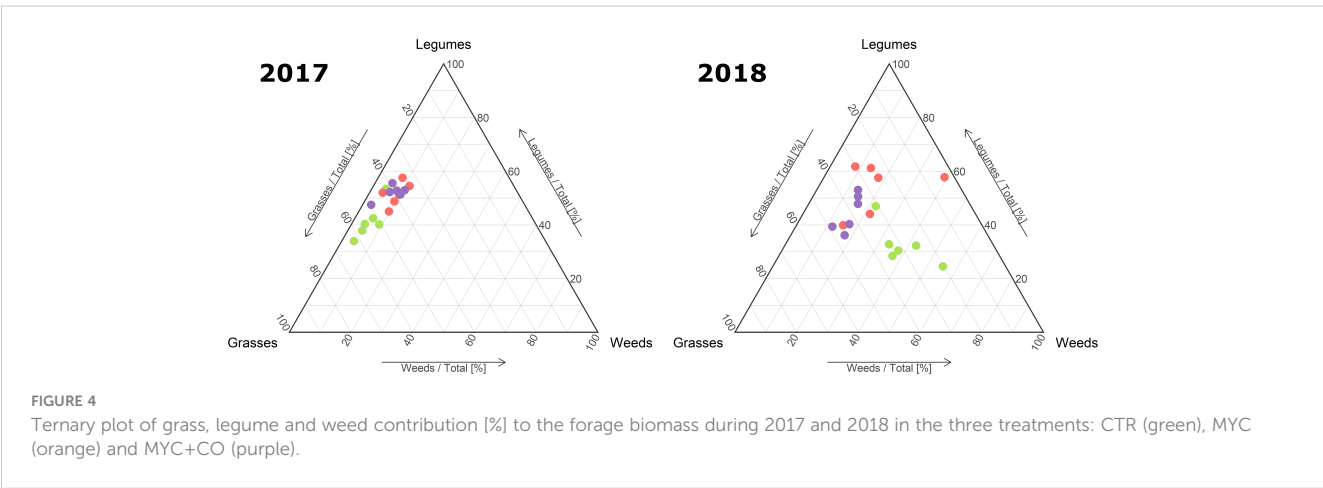 Legumes
Legumes
2017
2018
100
100
20
20
80
80
Grasses / Total [%]
Legumes / Total [%]
Grasses / Total [%]
Legumes / Total [%]
40
60
40
60
60
40
60
40
80
20
80
20
100
100
Grasses
20
40
60
80
100
Weeds
Grasses
20
40
60
80
100
Weeds
Weeds / Total [%]
Weeds / Total [%]
FIGURE 4
Ternary plot of grass, legume and weed contribution [%] to the forage biomass during 2017 and 2018 in the three treatments: CTR (green), MYC
(orange) and MYC+CO (purple).